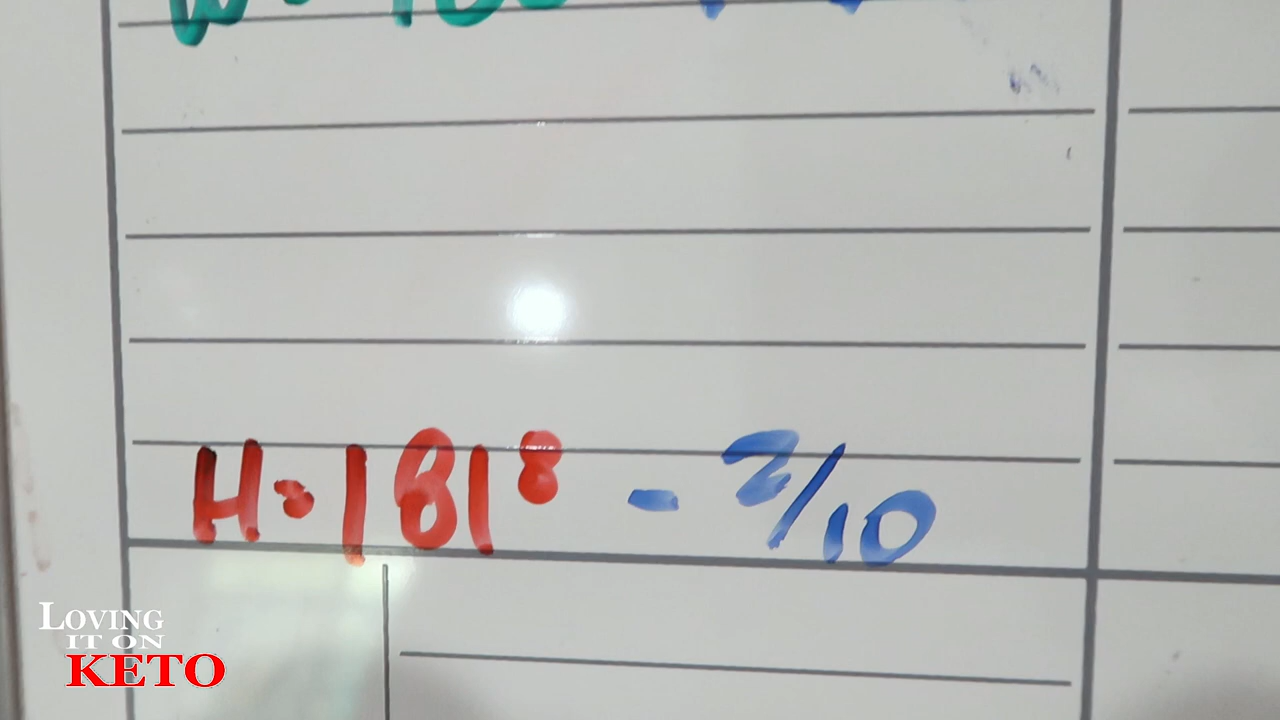 H • 181⁸ - 2/10
LOVING
IT ON
KETO